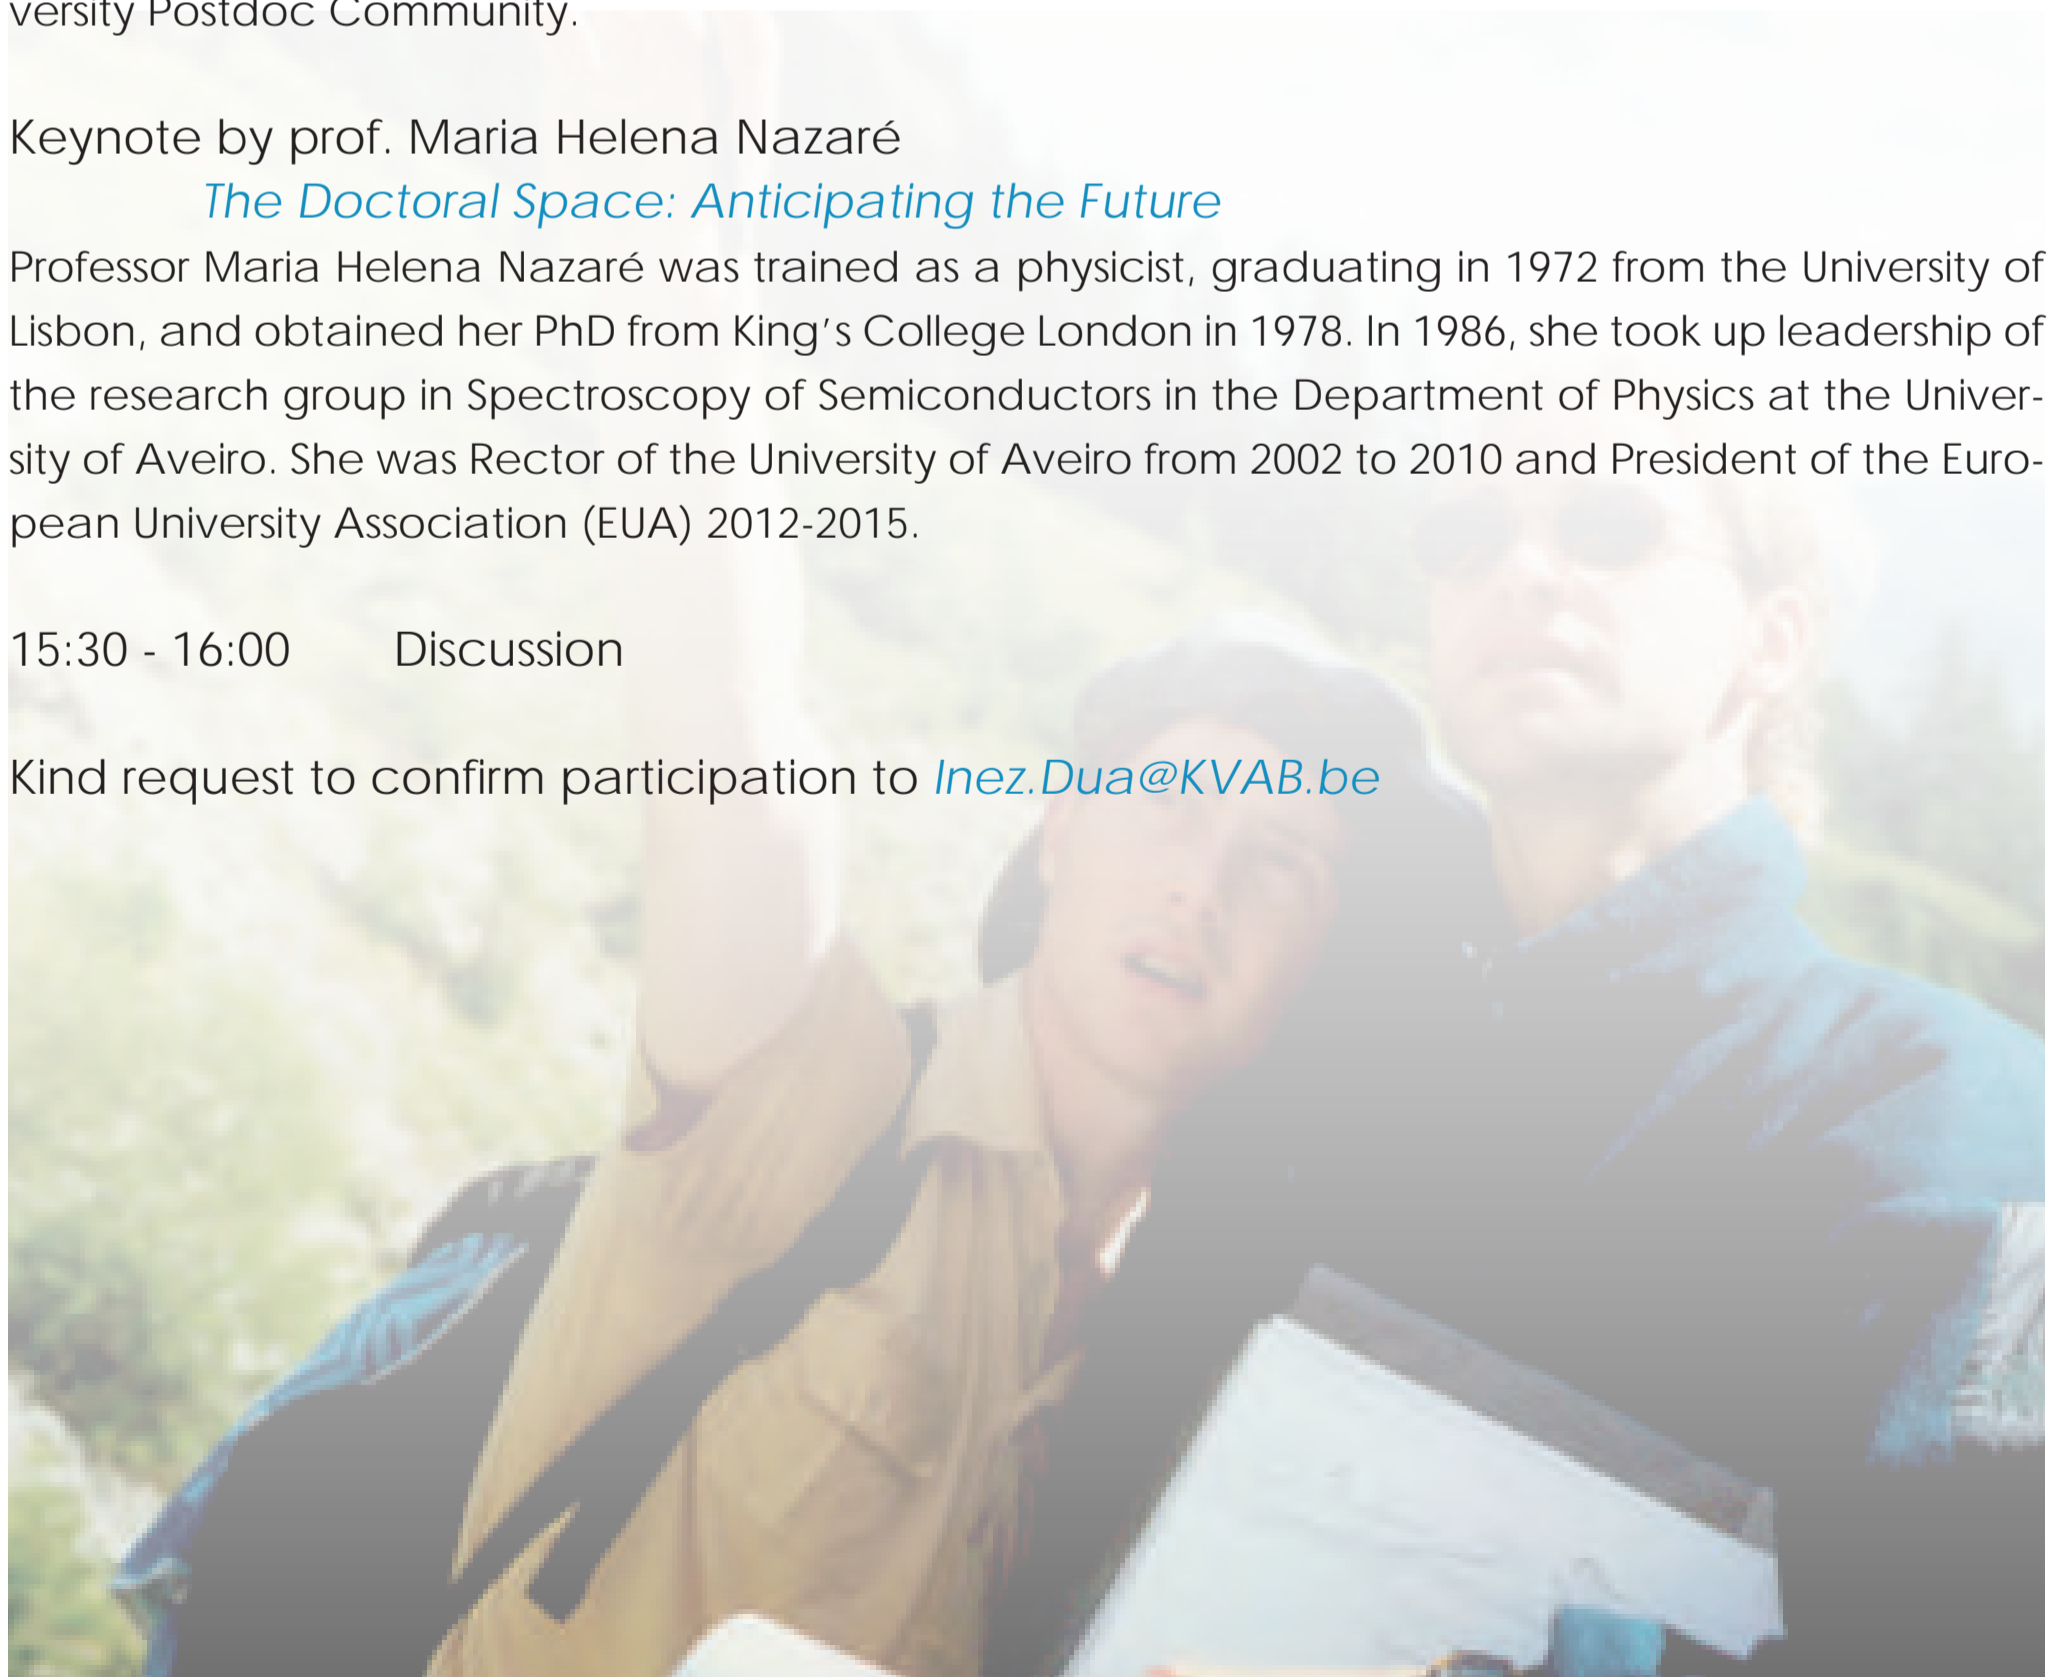 versity Postdoc Community.
Keynote by prof. Maria Helena Nazaré
The Doctoral Space: Anticipating the Future
Professor Maria Helena Nazaré was trained as a physicist, graduating in 1972 from the University of
Lisbon, and obtained her PhD from King’s College London in 1978. In 1986, she took up leadership of
the research group in Spectroscopy of Semiconductors in the Department of Physics at the Univer-
sity of Aveiro. She was Rector of the University of Aveiro from 2002 to 2010 and President of the Euro-
pean University Association (EUA) 2012-2015.
15:30 - 16:00 Discussion
Kind request to confirm participation to Inez.Dua@KVAB.be